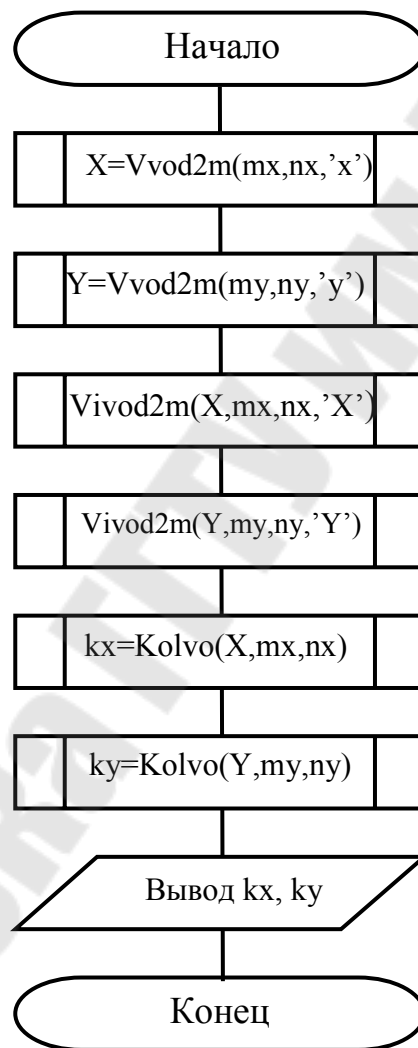 Начало
X=Vvod2m(mx,nx,’x’)
Y=Vvod2m(my,ny,’y’)
Vivod2m(X,mx,nx,’X’)
Vivod2m(Y,my,ny,’Y’)
kx=Kolvo(X,mx,nx)
ky=Kolvo(Y,my,ny)
Вывод kx, ky
Конец